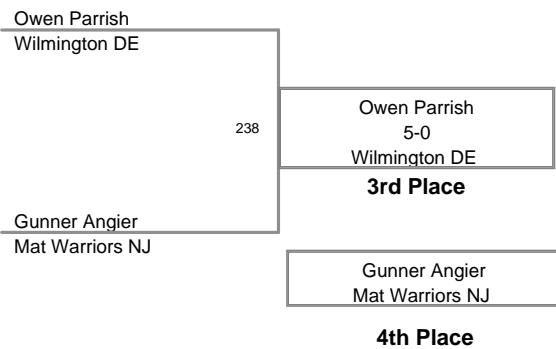 Owen Parrish
Wilmington DE
238
Owen Parrish
5-0
Wilmington DE
3rd Place
Gunner Angier
Mat Warriors NJ
Gunner Angier
Mat Warriors NJ
4th Place